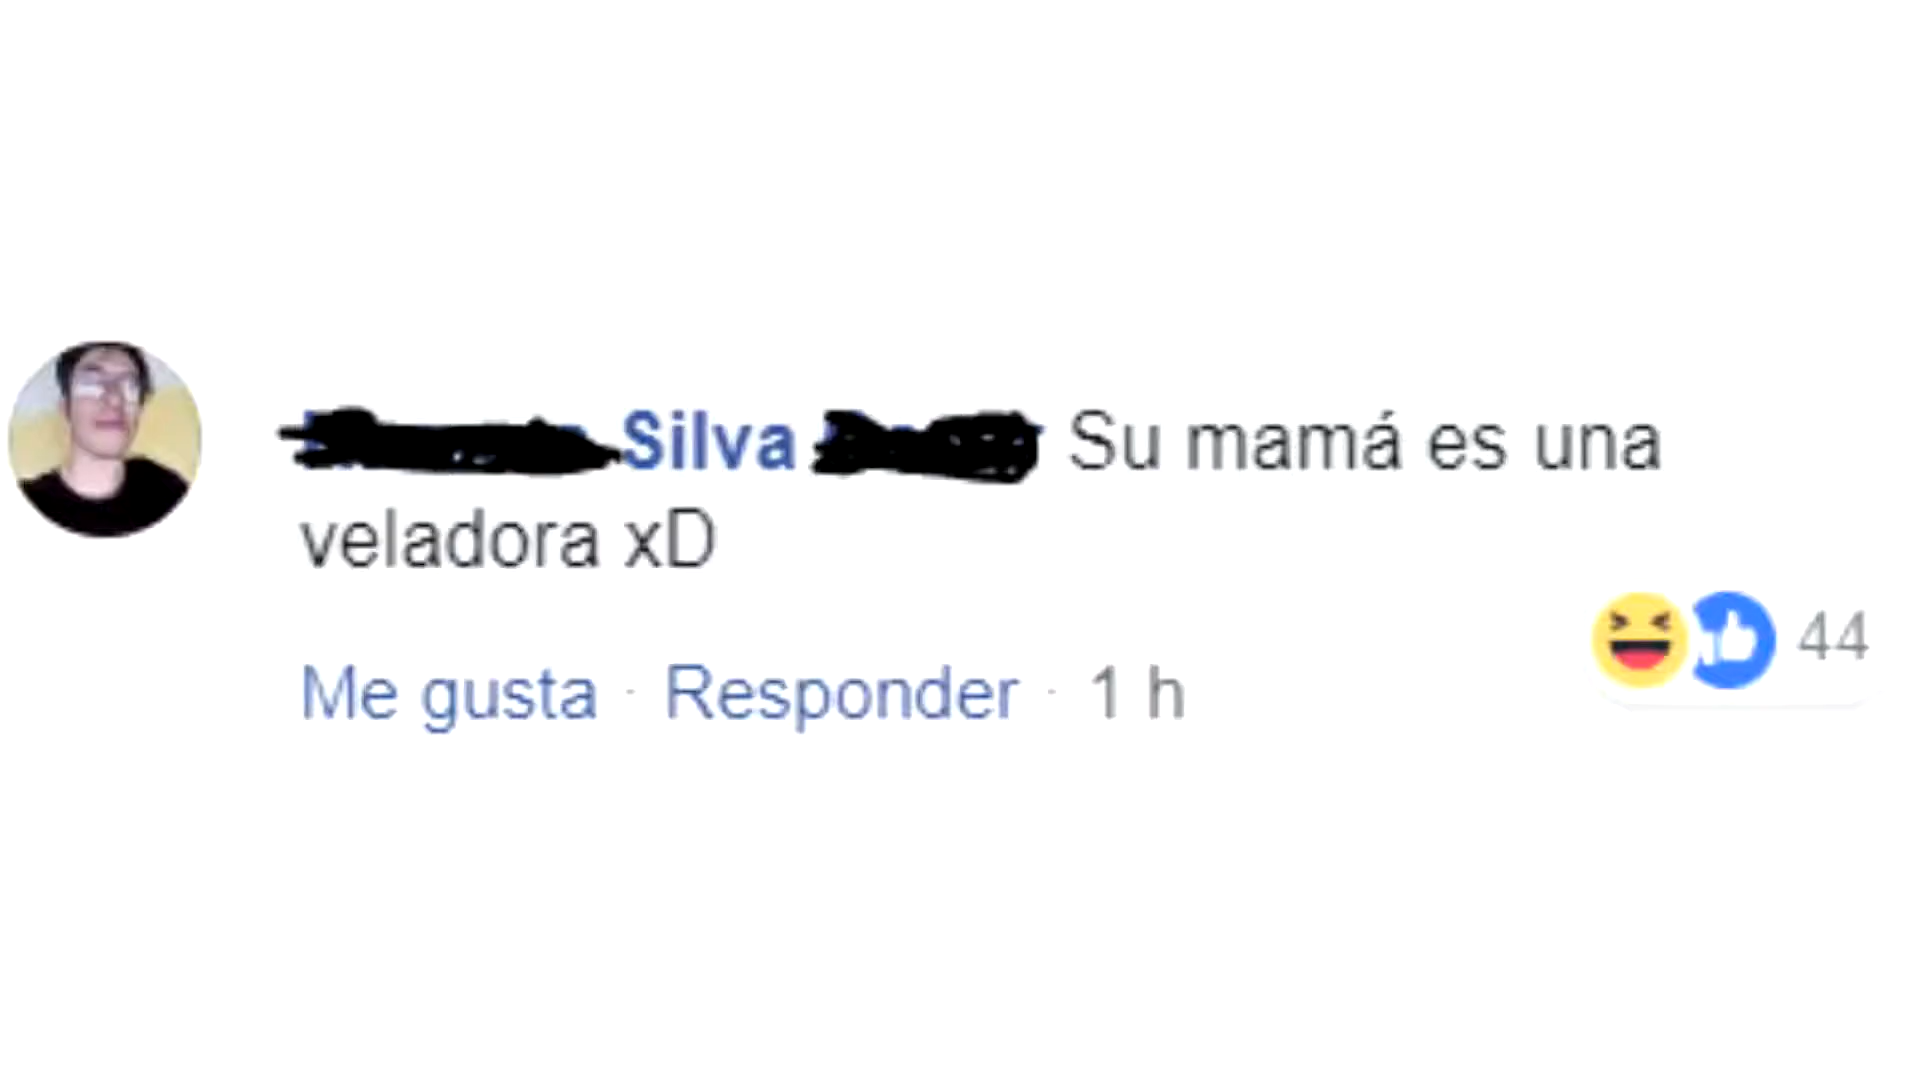 Silva Su mamá es una
veladora xD
44
Me gusta · Responder · 1 h